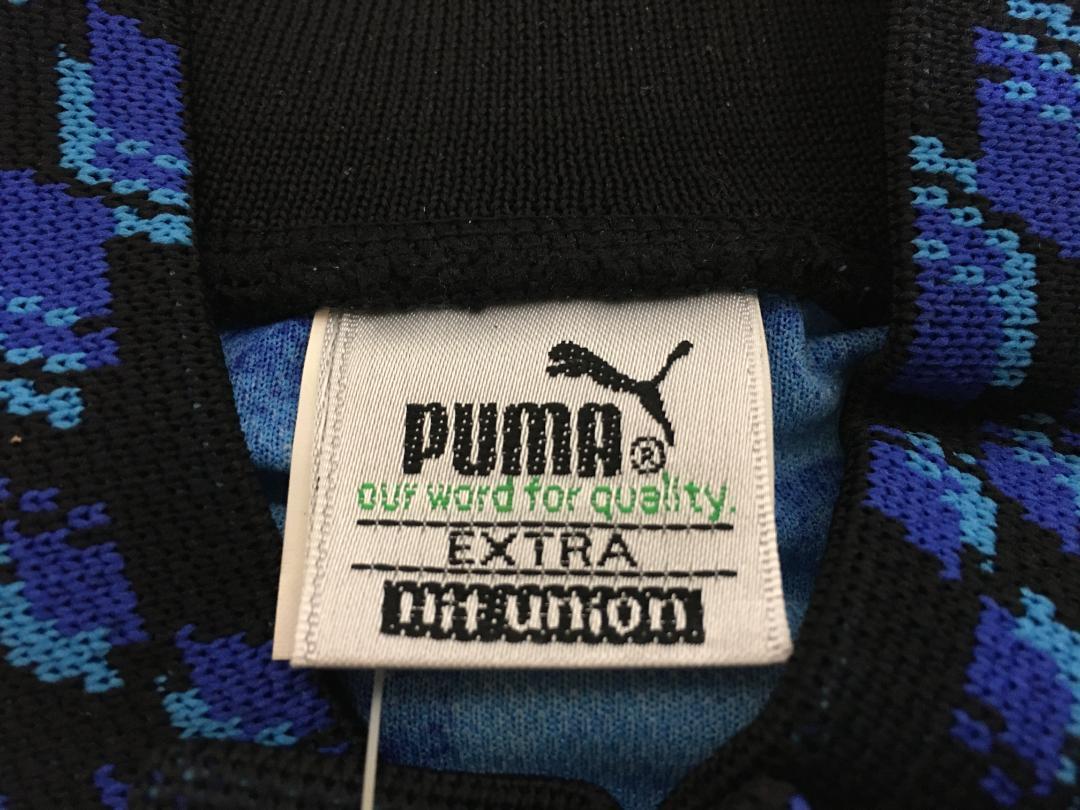 PUMA®
our word for quality.
EXTRA
hit union